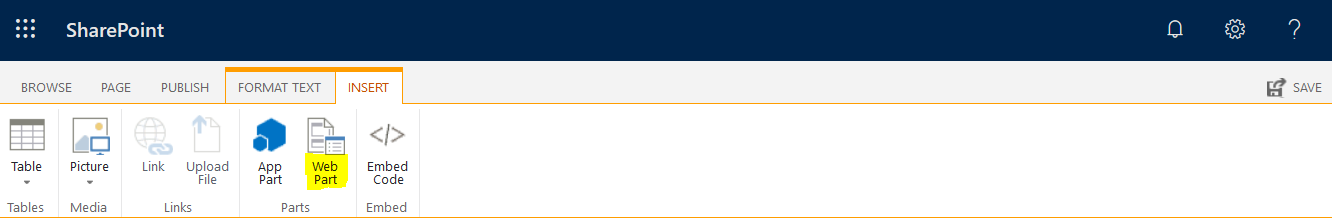 SharePoint
?
BROWSE PAGE PUBLISH FORMAT TEXT INSERT SAVE
Table Picture Link Upload File App Part Web Part Embed Code
Tables Media Links Parts Embed